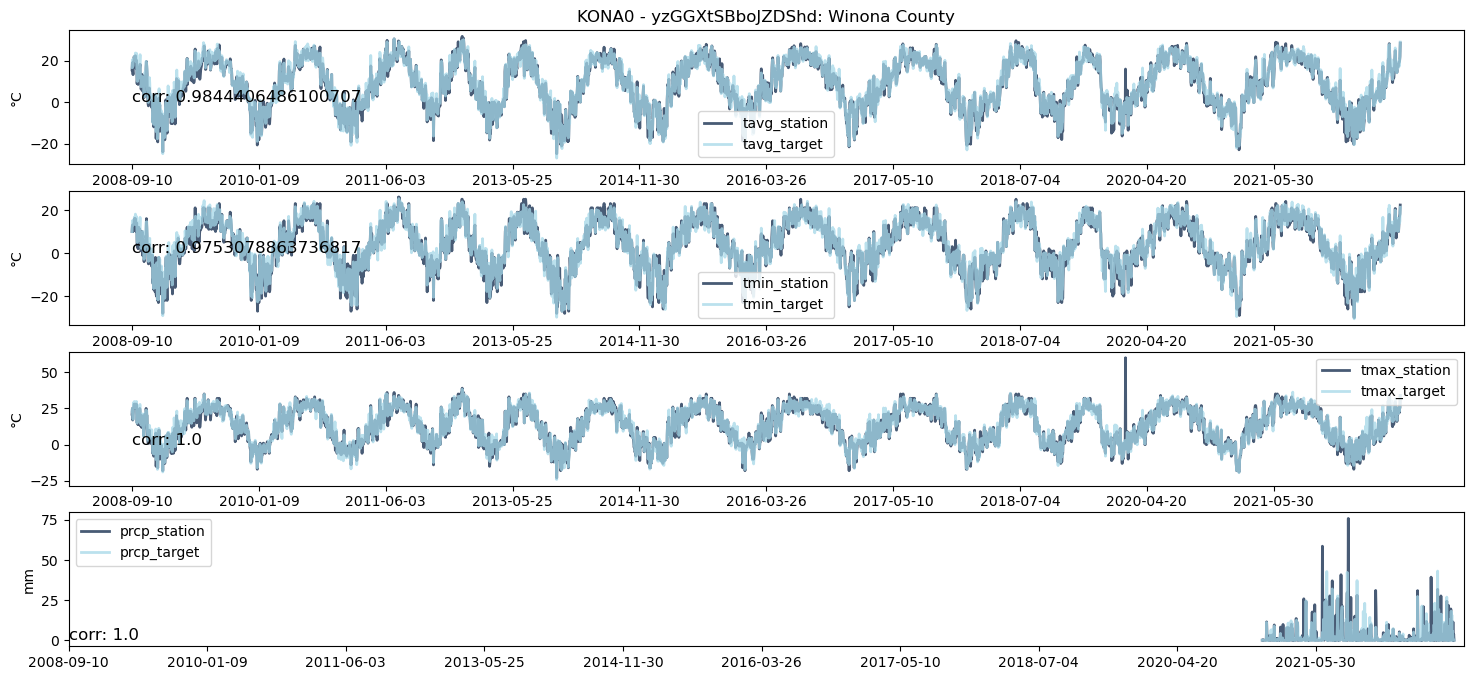 KONA0 - yzGGXtSBboJZDShd: Winona County
20
0
−20
°C
corr: 0.9844406486100707
tavg_station
tavg_target
2008-09-10 2010-01-09 2011-06-03 2013-05-25 2014-11-30 2016-03-26 2017-05-10 2018-07-04 2020-04-20 2021-05-30
20
0
−20
°C
corr: 0.97530788637368​17
tmin_station
tmin_target
2008-09-10 2010-01-09 2011-06-03 2013-05-25 2014-11-30 2016-03-26 2017-05-10 2018-07-04 2020-04-20 2021-05-30
50
25
0
−25
°C
corr: 1.0
tmax_station
tmax_target
2008-09-10 2010-01-09 2011-06-03 2013-05-25 2014-11-30 2016-03-26 2017-05-10 2018-07-04 2020-04-20 2021-05-30
75
50
25
0
mm
prcp_station
prcp_target
corr: 1.0
2008-09-10 2010-01-09 2011-06-03 2013-05-25 2014-11-30 2016-03-26 2017-05-10 2018-07-04 2020-04-20 2021-05-30